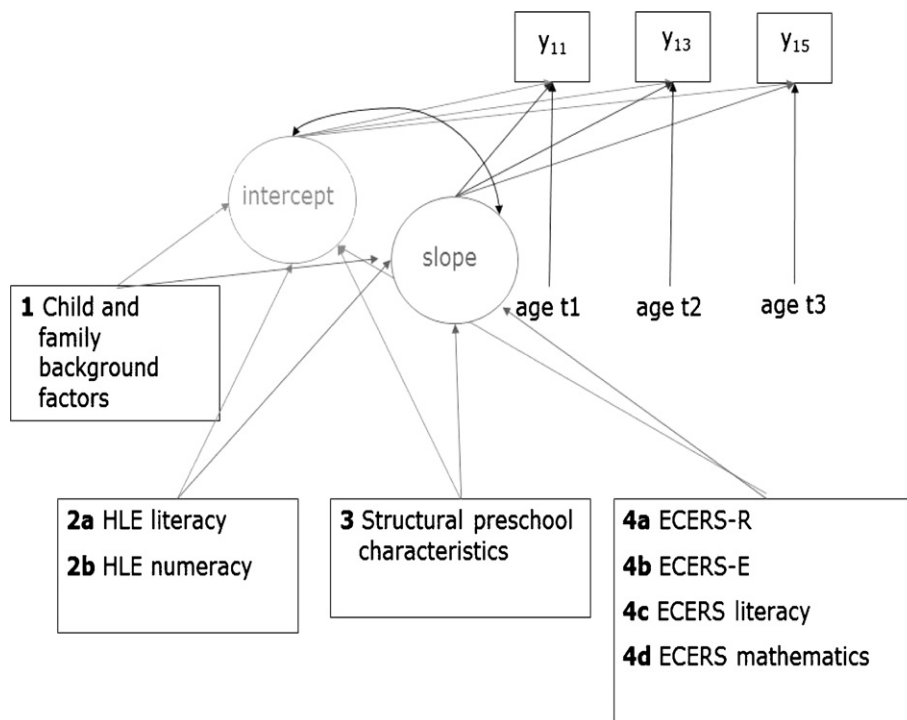 y11
y13
y15
intercept
slope
age t1
age t2
age t3
1 Child and
family
background
factors
2a HLE literacy
2b HLE numeracy
3 Structural preschool
characteristics
4a ECERS-R
4b ECERS-E
4c ECERS literacy
4d ECERS mathematics